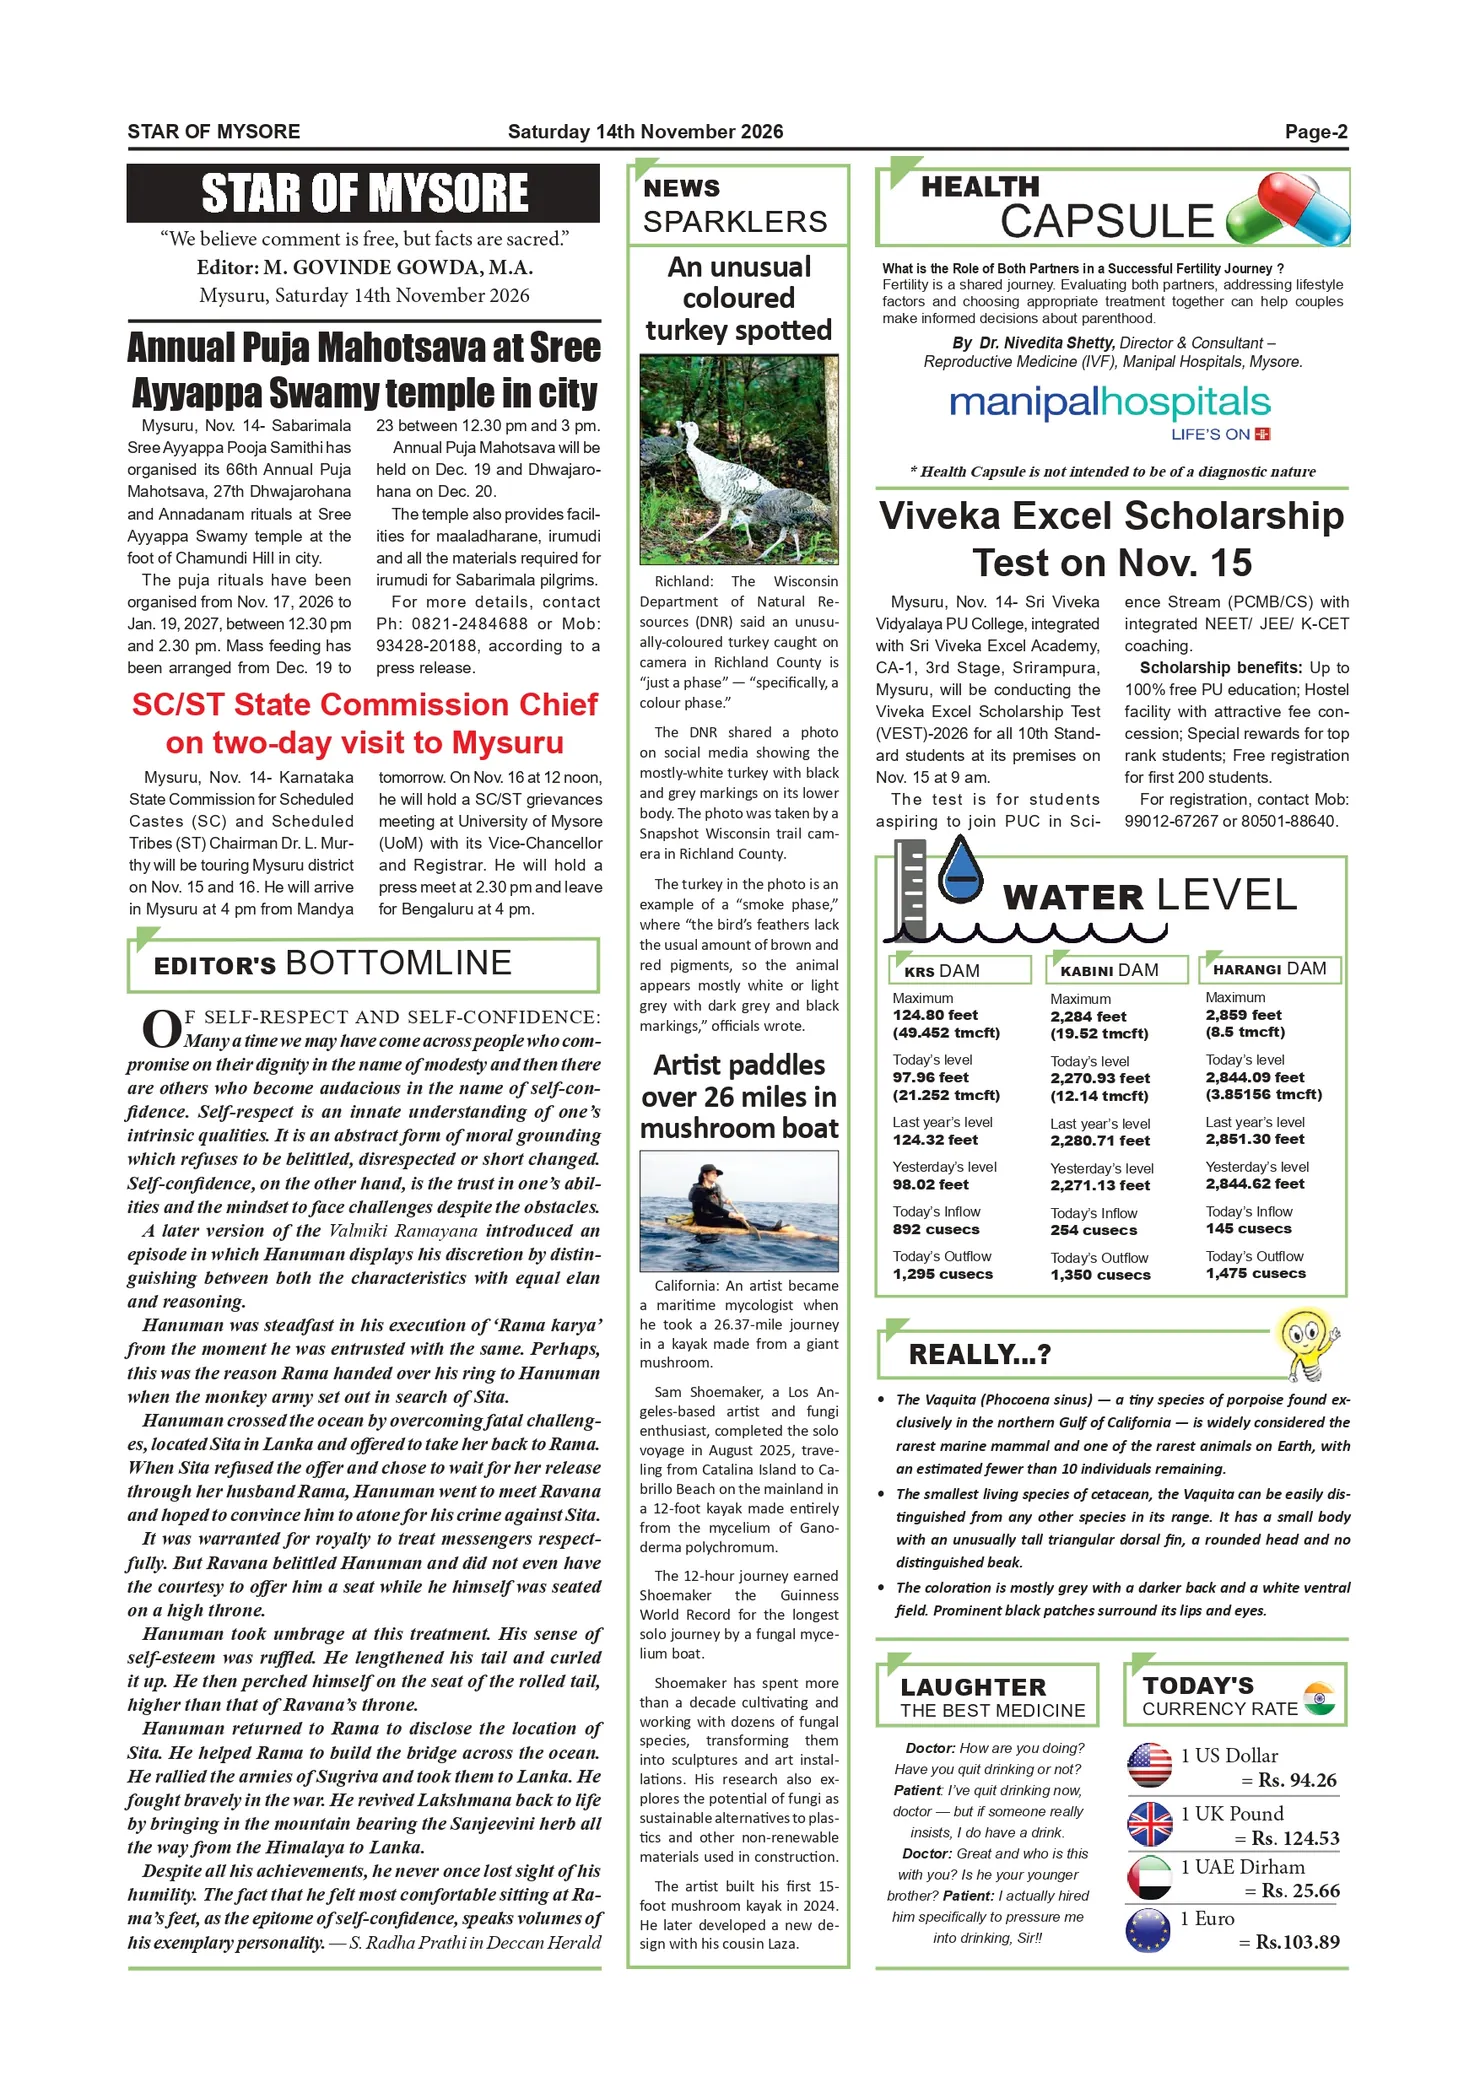 STAR OF MYSORE
Saturday 14th November 2026
Page-2
STAR OF MYSORE
“We believe comment is free, but facts are sacred.”
Editor: M. GOVINDE GOWDA, M.A.
Mysuru, Saturday 14th November 2026
Annual Puja Mahotsava at Sree
Ayyappa Swamy temple in city
Mysuru, Nov. 14- Sabarimala
Sree Ayyappa Pooja Samithi has
organised its 66th Annual Puja
Mahotsava, 27th Dhwajarohana
and Annadanam rituals at Sree
Ayyappa Swamy temple at the
foot of Chamundi Hill in city.
The puja rituals have been
organised from Nov. 17, 2026 to
Jan. 19, 2027, between 12.30 pm
and 2.30 pm. Mass feeding has
been arranged from Dec. 19 to
23 between 12.30 pm and 3 pm.
Annual Puja Mahotsava will be
held on Dec. 19 and Dhwajaro-
hana on Dec. 20.
The temple also provides facil-
ities for maaladharane, irumudi
and all the materials required for
irumudi for Sabarimala pilgrims.
For more details, contact
Ph: 0821-2484688 or Mob:
93428-20188, according to a
press release.
SC/ST State Commission Chief
on two-day visit to Mysuru
Mysuru, Nov. 14- Karnataka
State Commission for Scheduled
Castes (SC) and Scheduled
Tribes (ST) Chairman Dr. L. Mur-
thy will be touring Mysuru district
on Nov. 15 and 16. He will arrive
in Mysuru at 4 pm from Mandya
tomorrow. On Nov. 16 at 12 noon,
he will hold a SC/ST grievances
meeting at University of Mysore
(UoM) with its Vice-Chancellor
and Registrar. He will hold a
press meet at 2.30 pm and leave
for Bengaluru at 4 pm.
EDITOR'S BOTTOMLINE
OF SELF-RESPECT AND SELF-CONFIDENCE:
Many a time we may have come across people who com-
promise on their dignity in the name of modesty and then there
are others who become audacious in the name of self-con-
fidence. Self-respect is an innate understanding of one’s
intrinsic qualities. It is an abstract form of moral grounding
which refuses to be belittled, disrespected or short changed.
Self-confidence, on the other hand, is the trust in one’s abil-
ities and the mindset to face challenges despite the obstacles.
A later version of the Valmiki Ramayana introduced an
episode in which Hanuman displays his discretion by distin-
guishing between both the characteristics with equal elan
and reasoning.
Hanuman was steadfast in his execution of ‘Rama karya’
from the moment he was entrusted with the same. Perhaps,
this was the reason Rama handed over his ring to Hanuman
when the monkey army set out in search of Sita.
Hanuman crossed the ocean by overcoming fatal challeng-
es, located Sita in Lanka and offered to take her back to Rama.
When Sita refused the offer and chose to wait for her release
through her husband Rama, Hanuman went to meet Ravana
and hoped to convince him to atone for his crime against Sita.
It was warranted for royalty to treat messengers respect-
fully. But Ravana belittled Hanuman and did not even have
the courtesy to offer him a seat while he himself was seated
on a high throne.
Hanuman took umbrage at this treatment. His sense of
self-esteem was ruffled. He lengthened his tail and curled
it up. He then perched himself on the seat of the rolled tail,
higher than that of Ravana’s throne.
Hanuman returned to Rama to disclose the location of
Sita. He helped Rama to build the bridge across the ocean.
He rallied the armies of Sugriva and took them to Lanka. He
fought bravely in the war. He revived Lakshmana back to life
by bringing in the mountain bearing the Sanjeevini herb all
the way from the Himalaya to Lanka.
Despite all his achievements, he never once lost sight of his
humility. The fact that he felt most comfortable sitting at Ra-
ma’s feet, as the epitome of self-confidence, speaks volumes of
his exemplary personality. — S. Radha Prathi in Deccan Herald
NEWS
SPARKLERS
An unusual
coloured
turkey spotted
Richland: The Wisconsin
Department of Natural Re-
sources (DNR) said an unusu-
ally-coloured turkey caught on
camera in Richland County is
“just a phase” — “specifically, a
colour phase.”
The DNR shared a photo
on social media showing the
mostly-white turkey with black
and grey markings on its lower
body. The photo was taken by a
Snapshot Wisconsin trail cam-
era in Richland County.
The turkey in the photo is an
example of a “smoke phase,”
where “the bird’s feathers lack
the usual amount of brown and
red pigments, so the animal
appears mostly white or light
grey with dark grey and black
markings,” officials wrote.
Artist paddles
over 26 miles in
mushroom boat
California: An artist became
a maritime mycologist when
he took a 26.37-mile journey
in a kayak made from a giant
mushroom.
Sam Shoemaker, a Los An-
geles-based artist and fungi
enthusiast, completed the solo
voyage in August 2025, trave-
ling from Catalina Island to Ca-
brillo Beach on the mainland in
a 12-foot kayak made entirely
from the mycelium of Gano-
derma polychromum.
The 12-hour journey earned
Shoemaker the Guinness
World Record for the longest
solo journey by a fungal myce-
lium boat.
Shoemaker has spent more
than a decade cultivating and
working with dozens of fungal
species, transforming them
into sculptures and art instal-
lations. His research also ex-
plores the potential of fungi as
sustainable alternatives to plas-
tics and other non-renewable
materials used in construction.
The artist built his first 15-
foot mushroom kayak in 2024.
He later developed a new de-
sign with his cousin Laza.
HEALTH
CAPSULE
What is the Role of Both Partners in a Successful Fertility Journey ?
Fertility is a shared journey. Evaluating both partners, addressing lifestyle
factors and choosing appropriate treatment together can help couples
make informed decisions about parenthood.
By Dr. Nivedita Shetty, Director & Consultant –
Reproductive Medicine (IVF), Manipal Hospitals, Mysore.
manipalhospitals
LIFE'S ON
* Health Capsule is not intended to be of a diagnostic nature
Viveka Excel Scholarship
Test on Nov. 15
Mysuru, Nov. 14- Sri Viveka
Vidyalaya PU College, integrated
with Sri Viveka Excel Academy,
CA-1, 3rd Stage, Srirampura,
Mysuru, will be conducting the
Viveka Excel Scholarship Test
(VEST)-2026 for all 10th Stand-
ard students at its premises on
Nov. 15 at 9 am.
The test is for students
aspiring to join PUC in Sci-
ence Stream (PCMB/CS) with
integrated NEET/ JEE/ K-CET
coaching.
Scholarship benefits: Up to
100% free PU education; Hostel
facility with attractive fee con-
cession; Special rewards for top
rank students; Free registration
for first 200 students.
For registration, contact Mob:
99012-67267 or 80501-88640.
WATER LEVEL
KRS DAM
Maximum
124.80 feet
(49.452 tmcft)
Today’s level
97.96 feet
(21.252 tmcft)
Last year’s level
124.32 feet
Yesterday’s level
98.02 feet
Today’s Inflow
892 cusecs
Today’s Outflow
1,295 cusecs
KABINI DAM
Maximum
2,284 feet
(19.52 tmcft)
Today’s level
2,270.93 feet
(12.14 tmcft)
Last year’s level
2,280.71 feet
Yesterday’s level
2,271.13 feet
Today’s Inflow
254 cusecs
Today’s Outflow
1,350 cusecs
HARANGI DAM
Maximum
2,859 feet
(8.5 tmcft)
Today’s level
2,844.09 feet
(3.85156 tmcft)
Last year’s level
2,851.30 feet
Yesterday’s level
2,844.62 feet
Today’s Inflow
145 cusecs
Today’s Outflow
1,475 cusecs
REALLY...?
• The Vaquita (Phocoena sinus) — a tiny species of porpoise found ex-
clusively in the northern Gulf of California — is widely considered the
rarest marine mammal and one of the rarest animals on Earth, with
an estimated fewer than 10 individuals remaining.
• The smallest living species of cetacean, the Vaquita can be easily dis-
tinguished from any other species in its range. It has a small body
with an unusually tall triangular dorsal fin, a rounded head and no
distinguished beak.
• The coloration is mostly grey with a darker back and a white ventral
field. Prominent black patches surround its lips and eyes.
LAUGHTER
THE BEST MEDICINE
Doctor: How are you doing?
Have you quit drinking or not?
Patient: I’ve quit drinking now,
doctor — but if someone really
insists, I do have a drink.
Doctor: Great and who is this
with you? Is he your younger
brother? Patient: I actually hired
him specifically to pressure me
into drinking, Sir!!
TODAY'S
CURRENCY RATE
1 US Dollar
= Rs. 94.26
1 UK Pound
= Rs. 124.53
1 UAE Dirham
= Rs. 25.66
1 Euro
= Rs.103.89